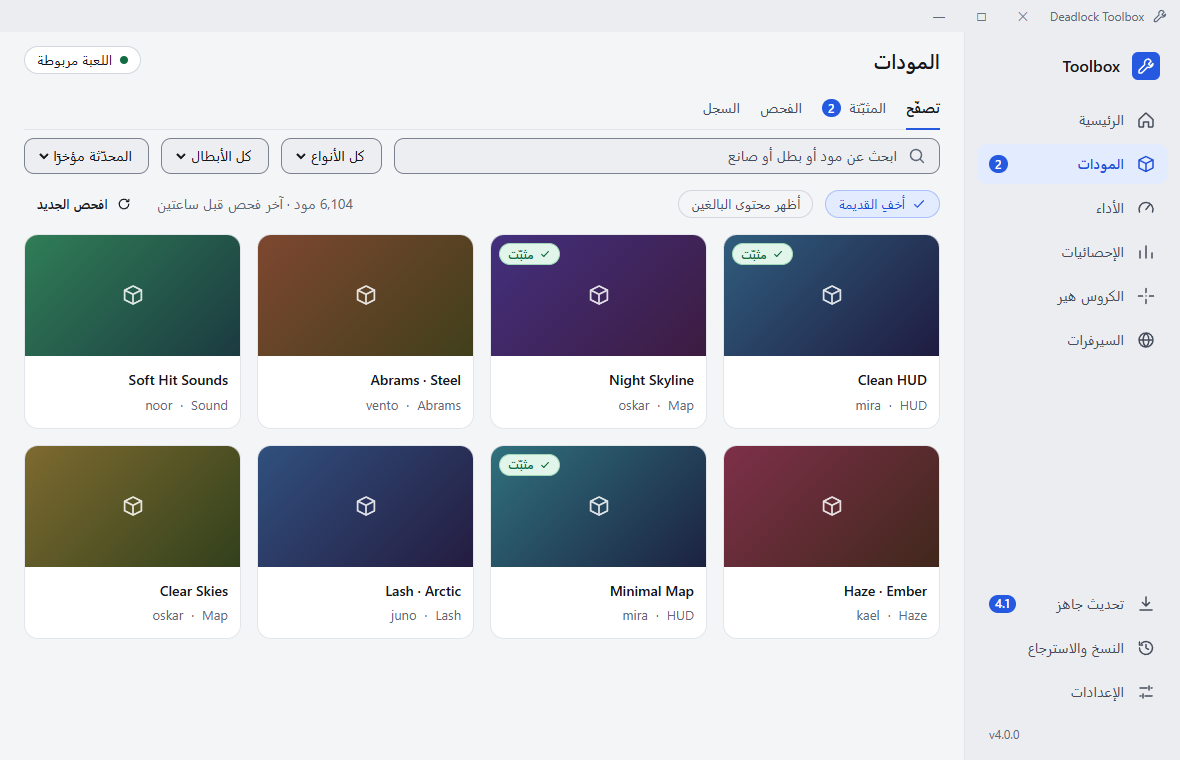 Deadlock Toolbox
Toolbox
الرئيسية
المودات 2
الأداء
الإحصائيات
الكروس هير
السيرفرات
تحديث جاهز 4.1
النسخ والاسترجاع
الإعدادات
v4.0.0
المودات
اللعبة مربوطة
تصفّح
المثبّتة 2
الفحص
السجل
ابحث عن مود أو بطل أو صانع
كل الأنواع
كل الأبطال
المحدّثة مؤخرًا
أخفِ القديمة
أظهر محتوى البالغين
6,104 مود · آخر فحص قبل ساعتين
افحص الجديد
مثبّت
Clean HUD
HUD · mira
مثبّت
Night Skyline
Map · oskar
Abrams · Steel
Abrams · vento
Soft Hit Sounds
Sound · noor
Haze · Ember
Haze · kael
مثبّت
Minimal Map
HUD · mira
Lash · Arctic
Lash · juno
Clear Skies
Map · oskar